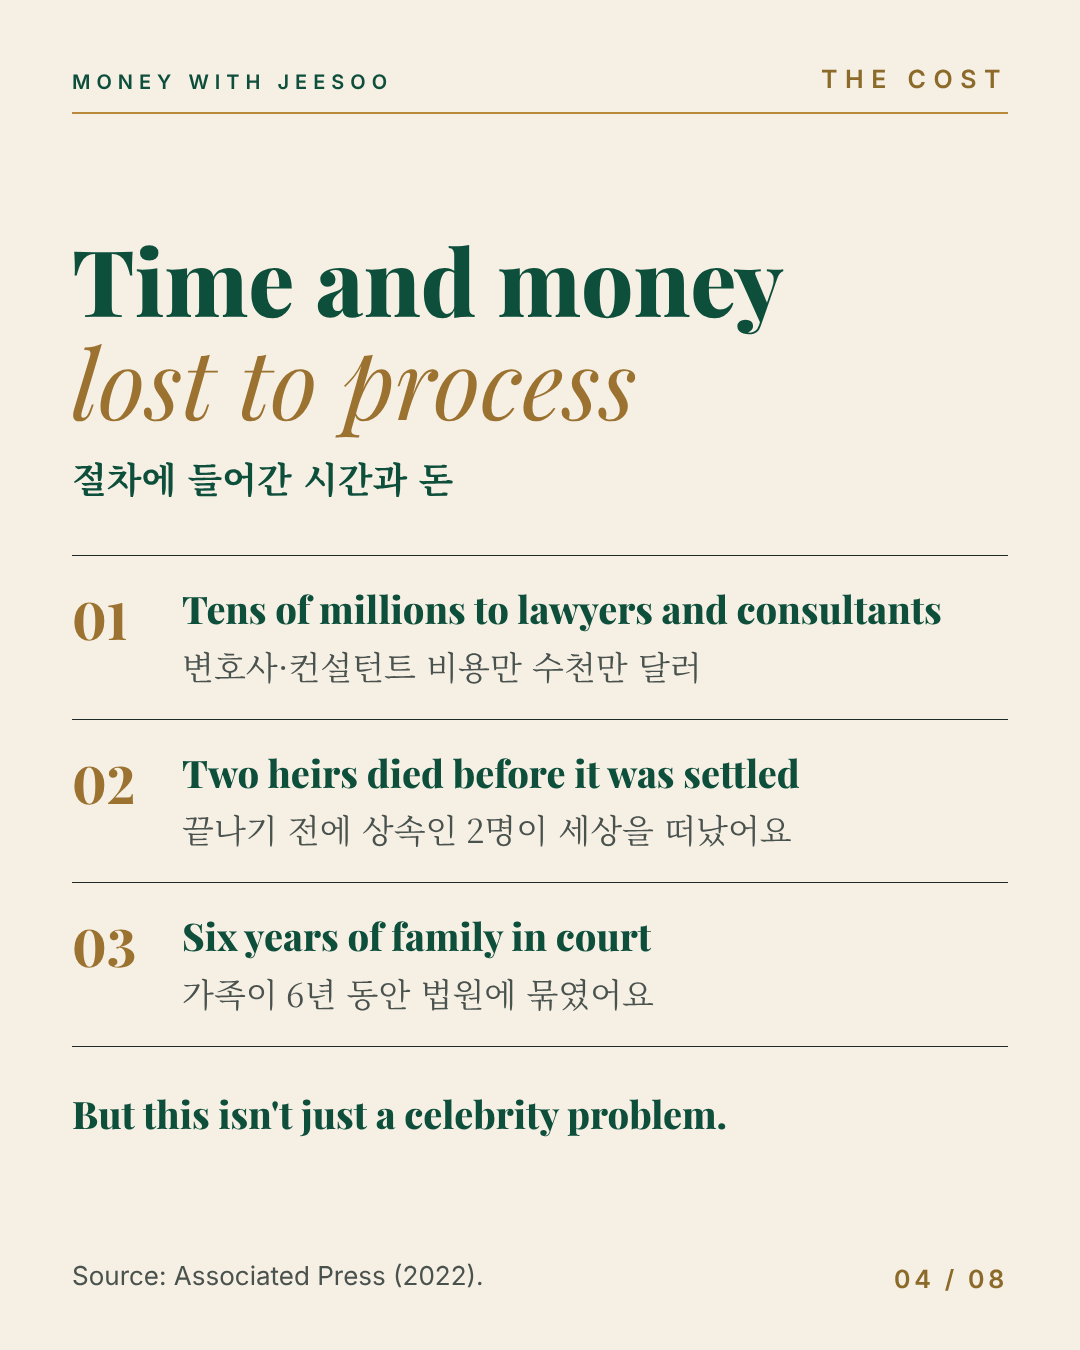 MONEY WITH JEESOO
THE COST
Time and money
lost to process
절차에 들어간 시간과 돈
01
Tens of millions to lawyers and consultants
변호사·컨설턴트 비용만 수천만 달러
02
Two heirs died before it was settled
끝나기 전에 상속인 2명이 세상을 떠났어요
03
Six years of family in court
가족이 6년 동안 법원에 묶였어요
But this isn't just a celebrity problem.
Source: Associated Press (2022).
04 / 08